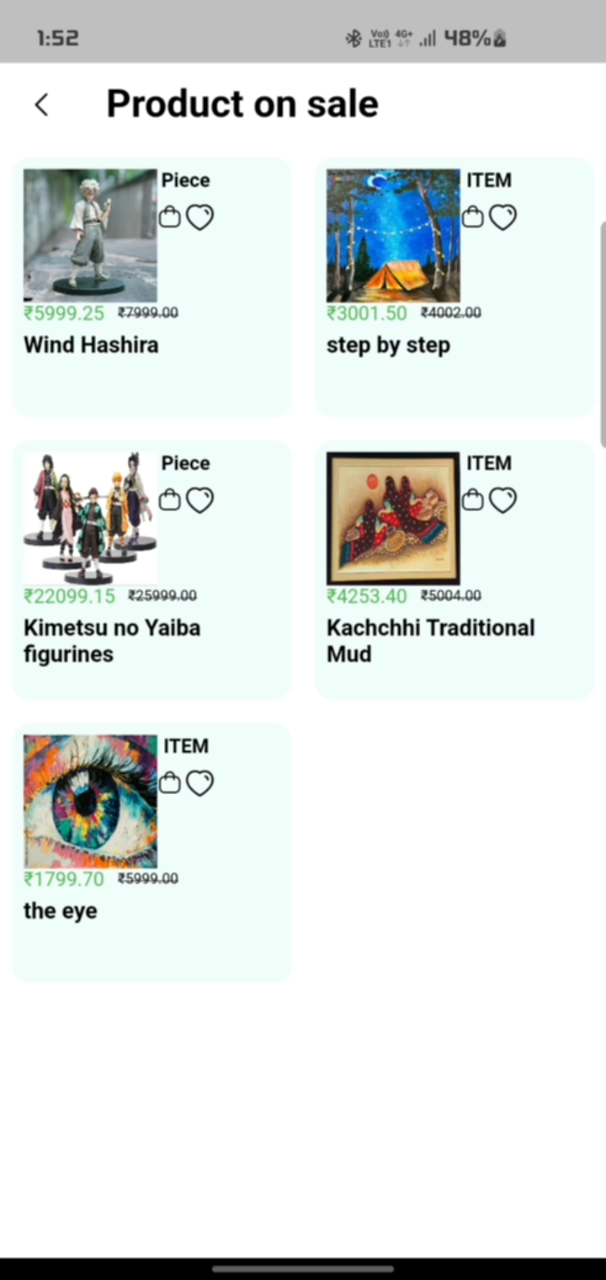 1:52
Vo)) 4G+ 48%
LTE1
Product on sale
Piece
₹5999.25 ₹7999.00
Wind Hashira
ITEM
₹3001.50 ₹4002.00
step by step
Piece
₹22099.15 ₹25999.00
Kimetsu no Yaiba
figurines
ITEM
₹4253.40 ₹5004.00
Kachchhi Traditional
Mud
ITEM
₹1799.70 ₹5999.00
the eye